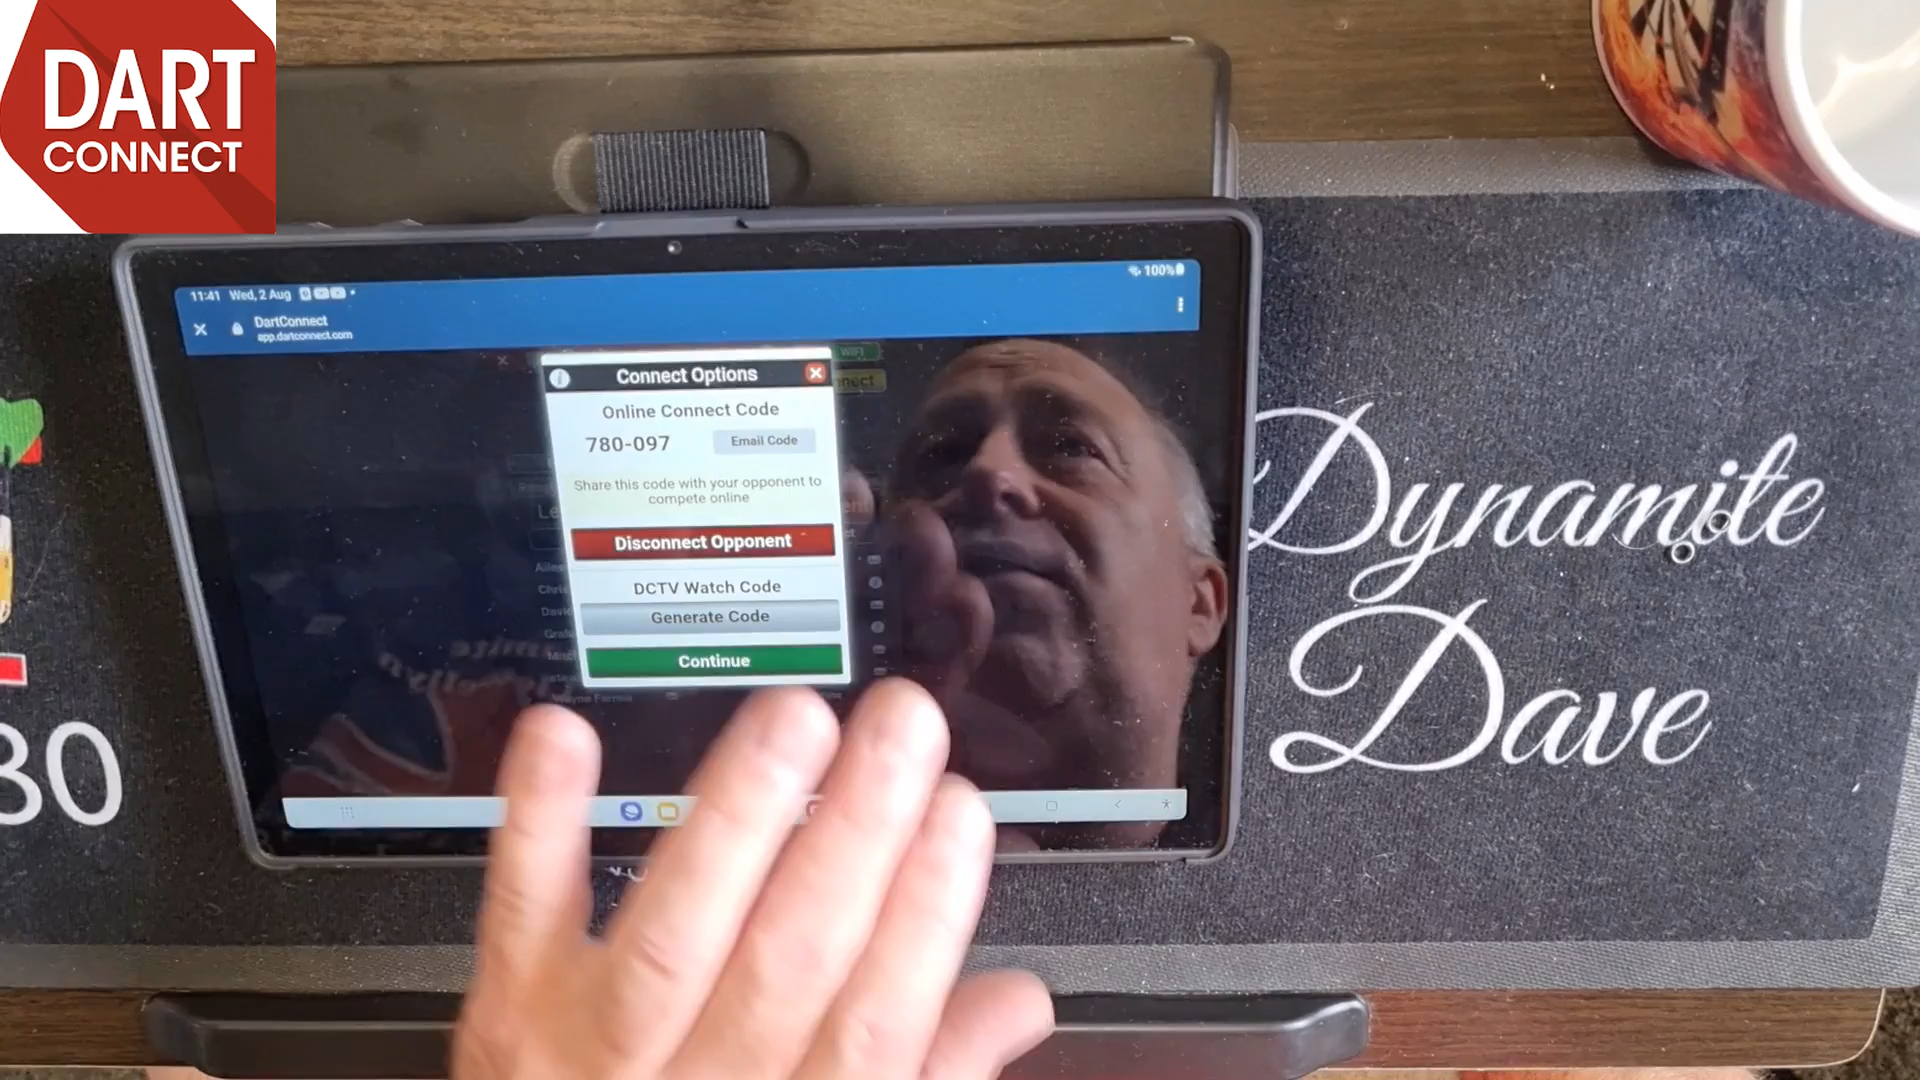 DART
CONNECT
11:41 Wed, 2 Aug
100%
DartConnect
app.dartconnect.com
WIFI
Connect Options
Online Connect Code
780-097 Email Code
Share this code with your opponent to
compete online
Disconnect Opponent
DCTV Watch Code
Generate Code
Continue
Dynamite
Dave
80